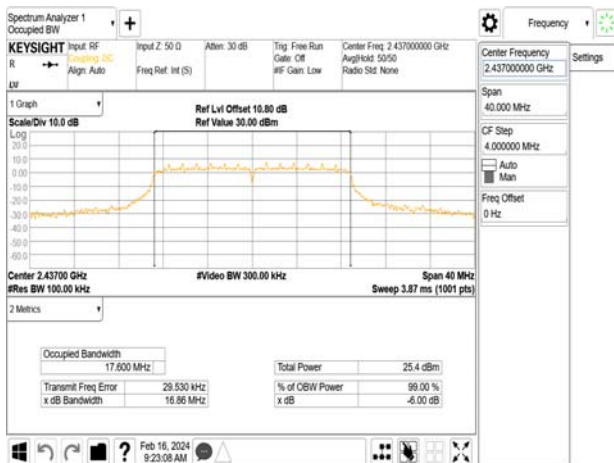 Spectrum Analyzer 1
Occupied BW
Frequency
KEYSIGHT Input: RF
Coupling: DC
Align: Auto
R
Input Z: 50 Ω
Freq Ref: Int (S)
Atten: 30 dB
Trig: Free Run
Gate: Off
#IF Gain: Low
Center Freq: 2.437000000 GHz
Avg|Hold: 50/50
Radio Std: None
Center Frequency
2.437000000 GHz
Settings
Span
40.000 MHz
CF Step
4.000000 MHz
Auto
Man
Freq Offset
0 Hz
1 Graph
Scale/Div 10.0 dB
Ref Lvl Offset 10.80 dB
Ref Value 30.00 dBm
Log
20.0
10.0
0.00
-10.0
-20.0
-30.0
-40.0
-50.0
-60.0
Center 2.43700 GHz
#Res BW 100.00 kHz
#Video BW 300.00 kHz
Span 40 MHz
Sweep 3.87 ms (1001 pts)
2 Metrics
Occupied Bandwidth
17.600 MHz
Total Power 25.4 dBm
Transmit Freq Error 29.530 kHz
% of OBW Power 99.00 %
x dB Bandwidth 16.86 MHz
x dB -6.00 dB
?
Feb 16, 2024
9:23:08 AM